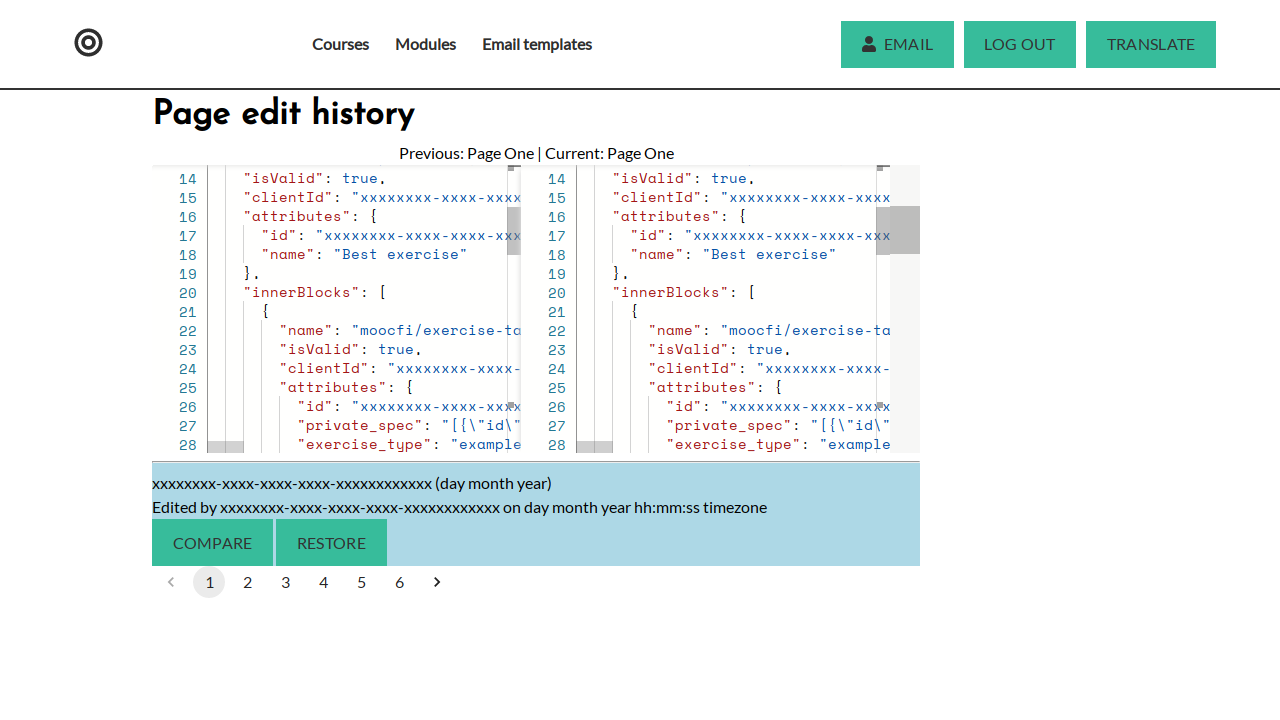 Courses Modules Email templates EMAIL LOG OUT TRANSLATE
Page edit history
Previous: Page One | Current: Page One
14 "isValid": true,
15 "clientId": "xxxxxxxx-xxxx-xxxx
16 "attributes": {
17 "id": "xxxxxxxx-xxxx-xxxx-xxx
18 "name": "Best exercise"
19 },
20 "innerBlocks": [
21 {
22 "name": "moocfi/exercise-ta
23 "isValid": true,
24 "clientId": "xxxxxxxx-xxxx-
25 "attributes": {
26 "id": "xxxxxxxx-xxxx-xxxx
27 "private_spec": "[{\"id\"
28 "exercise_type": "example
14 "isValid": true,
15 "clientId": "xxxxxxxx-xxxx-xxxx
16 "attributes": {
17 "id": "xxxxxxxx-xxxx-xxxx-xxx
18 "name": "Best exercise"
19 },
20 "innerBlocks": [
21 {
22 "name": "moocfi/exercise-ta
23 "isValid": true,
24 "clientId": "xxxxxxxx-xxxx-
25 "attributes": {
26 "id": "xxxxxxxx-xxxx-xxxx
27 "private_spec": "[{\"id\"
28 "exercise_type": "example
xxxxxxxx-xxxx-xxxx-xxxx-xxxxxxxxxxxx (day month year)
Edited by xxxxxxxx-xxxx-xxxx-xxxx-xxxxxxxxxxxx on day month year hh:mm:ss timezone
COMPARE RESTORE
1 2 3 4 5 6